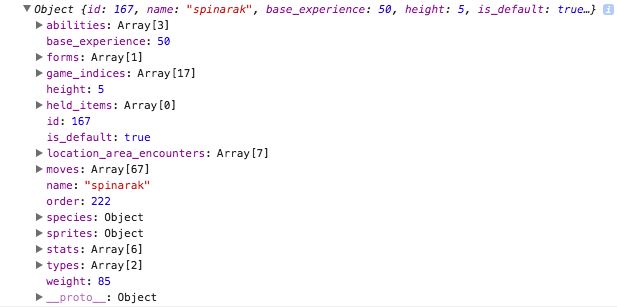 ▼Object {id: 167, name: "spinarak", base_experience: 50, height: 5, is_default: true…} i
▶abilities: Array[3]
base_experience: 50
▶forms: Array[1]
▶game_indices: Array[17]
height: 5
▶held_items: Array[0]
id: 167
is_default: true
▶location_area_encounters: Array[7]
▶moves: Array[67]
name: "spinarak"
order: 222
▶species: Object
▶sprites: Object
▶stats: Array[6]
▶types: Array[2]
weight: 85
▶__proto__: Object